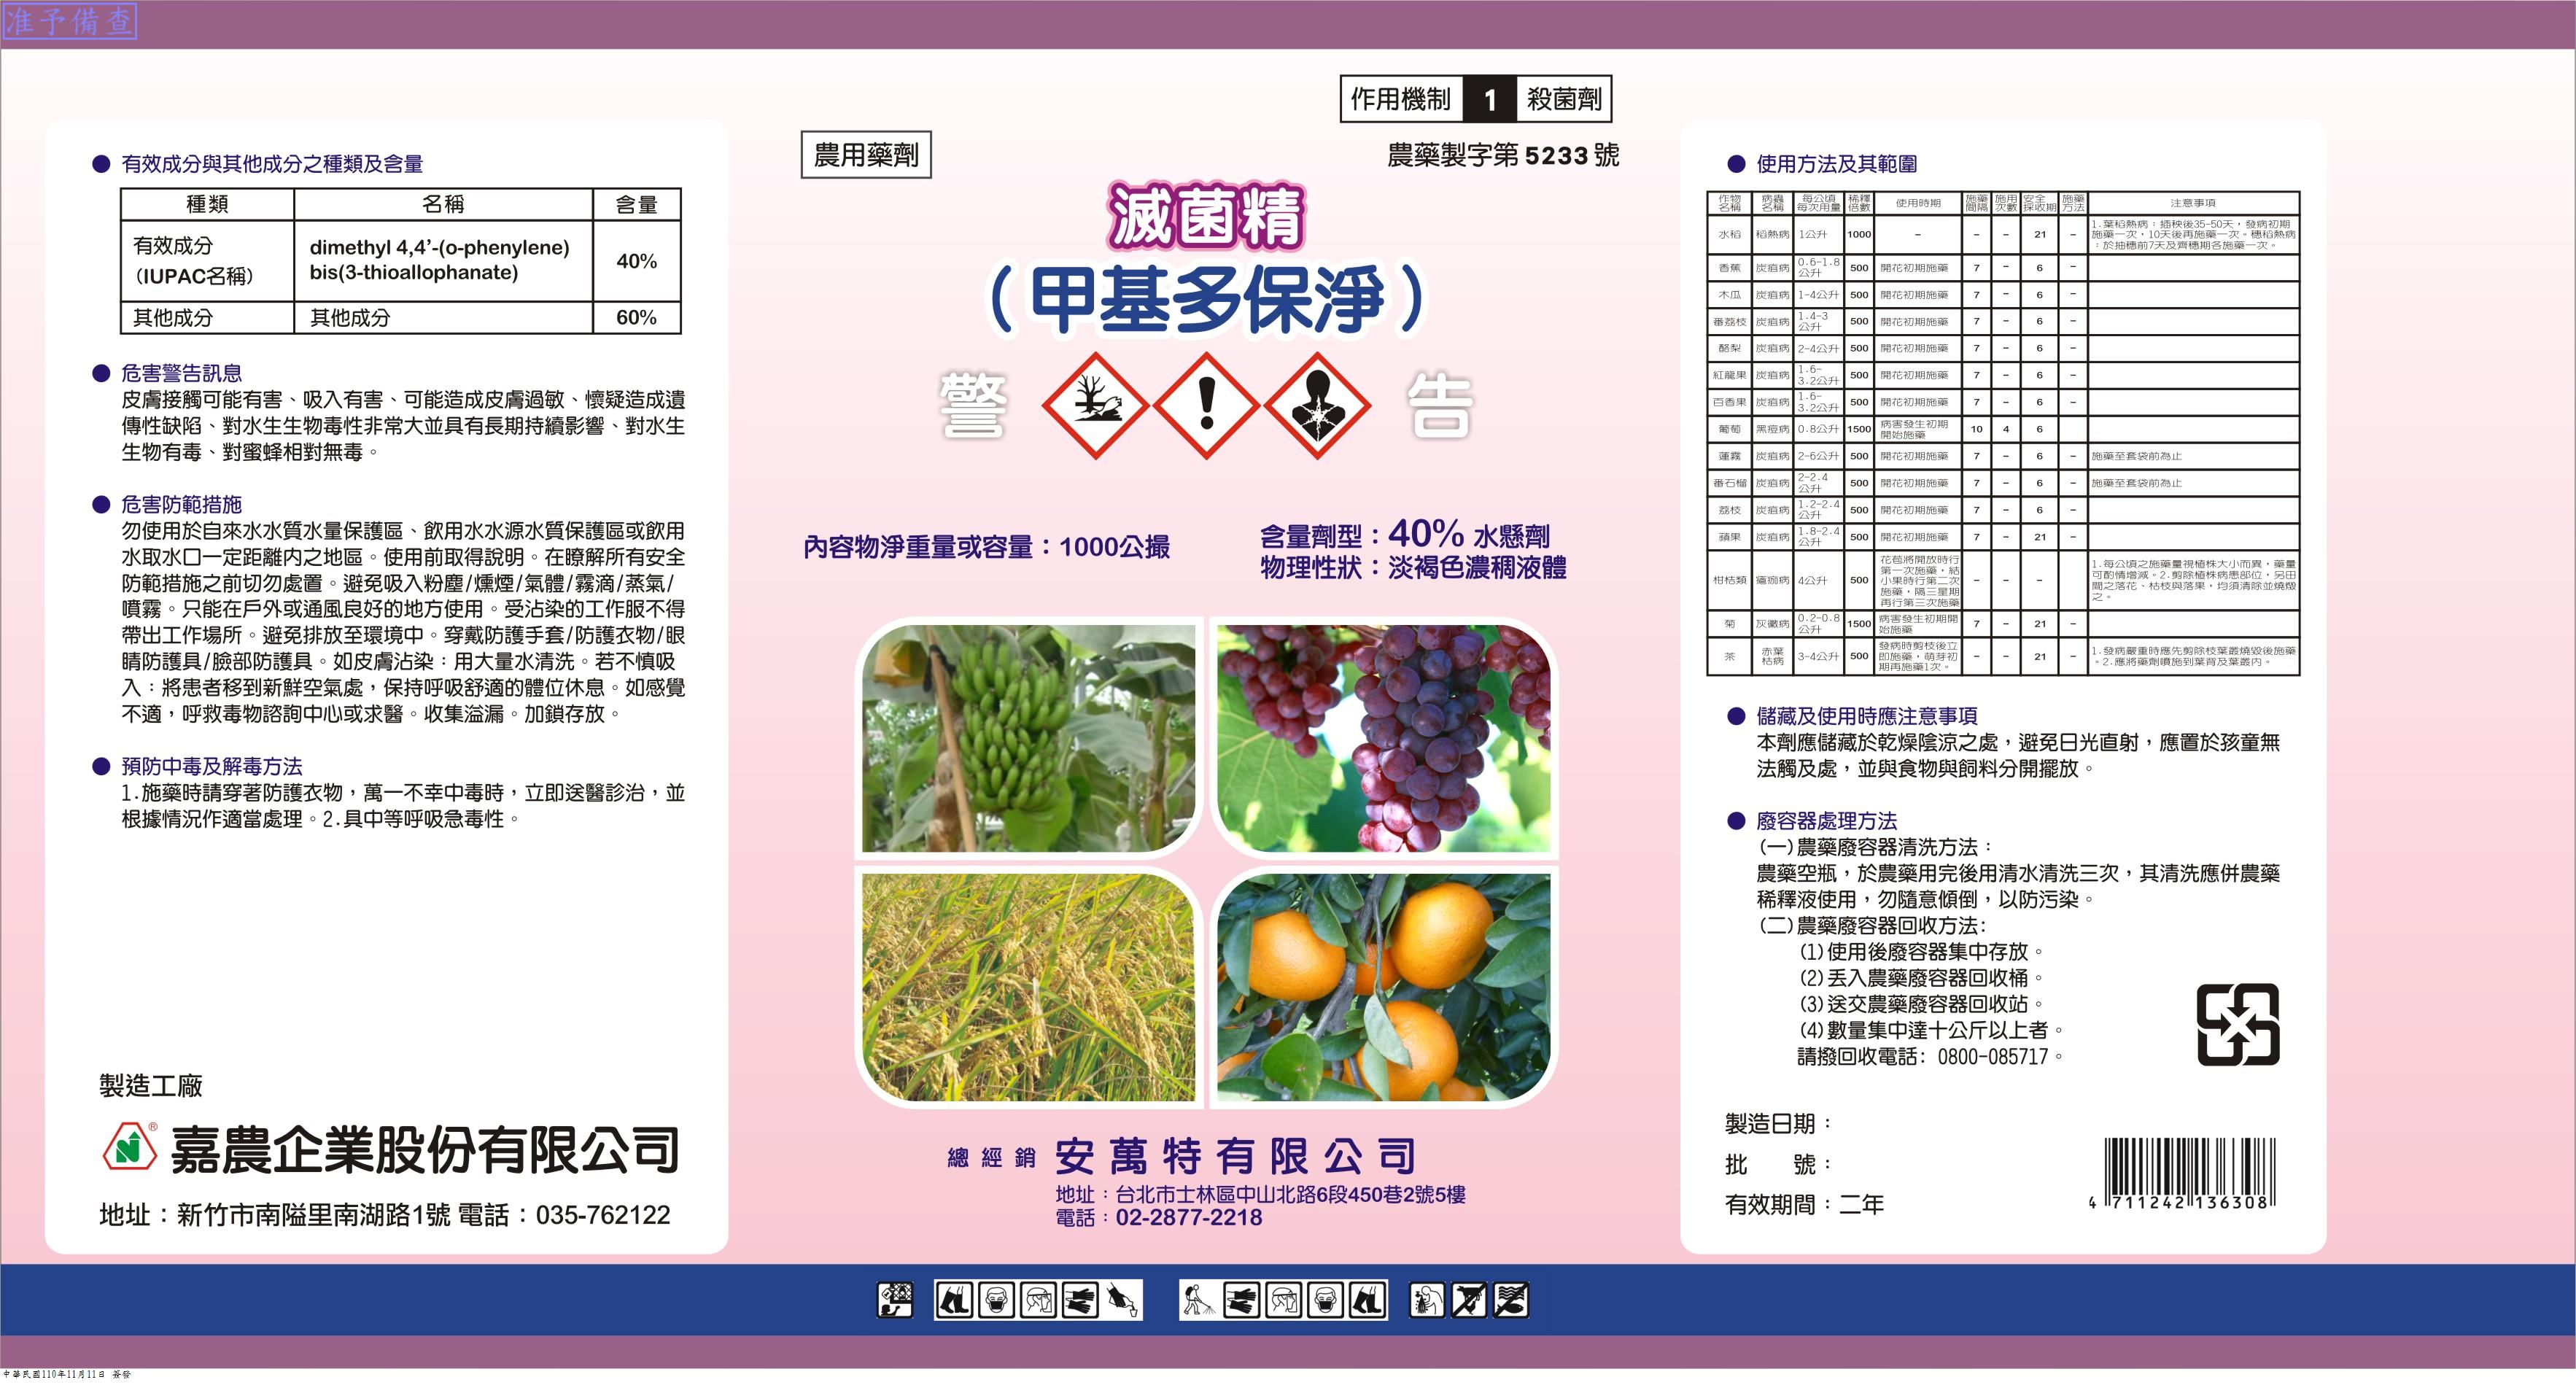 准予備查
● 有效成分與其他成分之種類及含量
種類 名稱 含量
有效成分 (IUPAC名稱) dimethyl 4,4’-(o-phenylene) bis(3-thioallophanate) 40%
其他成分 其他成分 60%
● 危害警告訊息
皮膚接觸可能有害、吸入有害、可能造成皮膚過敏、懷疑造成遺
傳性缺陷、對水生生物毒性非常大並具有長期持續影響、對水生
生物有毒、對蜜蜂相對無毒。
● 危害防範措施
勿使用於自來水水質水量保護區、飲用水水源水質保護區或飲用
水取水口一定距離內之地區。使用前取得說明。在瞭解所有安全
防範措施之前切勿處置。避免吸入粉塵/燻煙/氣體/霧滴/蒸氣/
噴霧。只能在戶外或通風良好的地方使用。受沾染的工作服不得
帶出工作場所。避免排放至環境中。穿戴防護手套/防護衣物/眼
睛防護具/臉部防護具。如皮膚沾染：用大量水清洗。若不慎吸
入：將患者移到新鮮空氣處，保持呼吸舒適的體位休息。如感覺
不適，呼救毒物諮詢中心或求醫。收集溢漏。加鎖存放。
● 預防中毒及解毒方法
1.施藥時請穿著防護衣物，萬一不幸中毒時，立即送醫診治，並
根據情況作適當處理。2.具中等呼吸急毒性。
製造工廠
N ® 嘉農企業股份有限公司
地址：新竹市南隘里南湖路1號 電話：035-762122
作用機制 1 殺菌劑
農用藥劑
農藥製字第 5233 號
滅菌精
（甲基多保淨）
警 告
內容物淨重量或容量：1000公撮
含量劑型：40% 水懸劑
物理性狀：淡褐色濃稠液體
總經銷 安萬特有限公司
地址：台北市士林區中山北路6段450巷2號5樓
電話：02-2877-2218
● 使用方法及其範圍
作物名稱 病蟲名稱 每公頃每次用量 稀釋倍數 使用時期 施藥間隔 施用次數 安全採收期 施藥方法 注意事項
水稻 稻熱病 1公升 1000 － － － 21 － 1.葉稻熱病：插秧後35-50天，發病初期施藥一次，10天後再施藥一次。穗稻熱病：於抽穗前7天及齊穗期各施藥一次。
香蕉 炭疽病 0.6-1.8公升 500 開花初期施藥 7 － 6 －
木瓜 炭疽病 1-4公升 500 開花初期施藥 7 － 6 －
番荔枝 炭疽病 1.4-3公升 500 開花初期施藥 7 － 6 －
酪梨 炭疽病 2-4公升 500 開花初期施藥 7 － 6 －
紅龍果 炭疽病 1.6-3.2公升 500 開花初期施藥 7 － 6 －
百香果 炭疽病 1.6-3.2公升 500 開花初期施藥 7 － 6 －
葡萄 黑痘病 0.8公升 1500 病害發生初期開始施藥 10 4 6
蓮霧 炭疽病 2-6公升 500 開花初期施藥 7 － 6 － 施藥至套袋前為止
番石榴 炭疽病 2-2.4公升 500 開花初期施藥 7 － 6 － 施藥至套袋前為止
荔枝 炭疽病 1.2-2.4公升 500 開花初期施藥 7 － 6 －
蘋果 炭疽病 1.8-2.4公升 500 開花初期施藥 7 － 21 －
柑桔類 瘡痂病 4公升 500 花苞將開放時行第一次施藥，結小果時行第二次施藥，隔三星期再行第三次施藥 － － － 1.每公頃之施藥量視植株大小而異，藥量可酌情增減。2.剪除植株病患部位，另田間之落花、枯枝與落果，均須清除並燒燬之。
菊 灰黴病 0.2-0.8公升 1500 病害發生初期開始施藥 7 － 21 －
茶 赤葉枯病 3-4公升 500 發病時剪枝後立即施藥，萌芽初期再施藥1次。 － － 21 － 1.發病嚴重時應先剪除枝葉叢燒毀後施藥。2.應將藥劑噴施到葉背及葉叢內。
● 儲藏及使用時應注意事項
本劑應儲藏於乾燥陰涼之處，避免日光直射，應置於孩童無
法觸及處，並與食物與飼料分開擺放。
● 廢容器處理方法
(一)農藥廢容器清洗方法：
農藥空瓶，於農藥用完後用清水清洗三次，其清洗應併農藥
稀釋液使用，勿隨意傾倒，以防污染。
(二)農藥廢容器回收方法:
(1)使用後廢容器集中存放。
(2)丟入農藥廢容器回收桶。
(3)送交農藥廢容器回收站。
(4)數量集中達十公斤以上者。
請撥回收電話: 0800-085717。
製造日期：
批 號：
有效期間：二年
4 711242 136308
中華民國110年11月11日 簽發